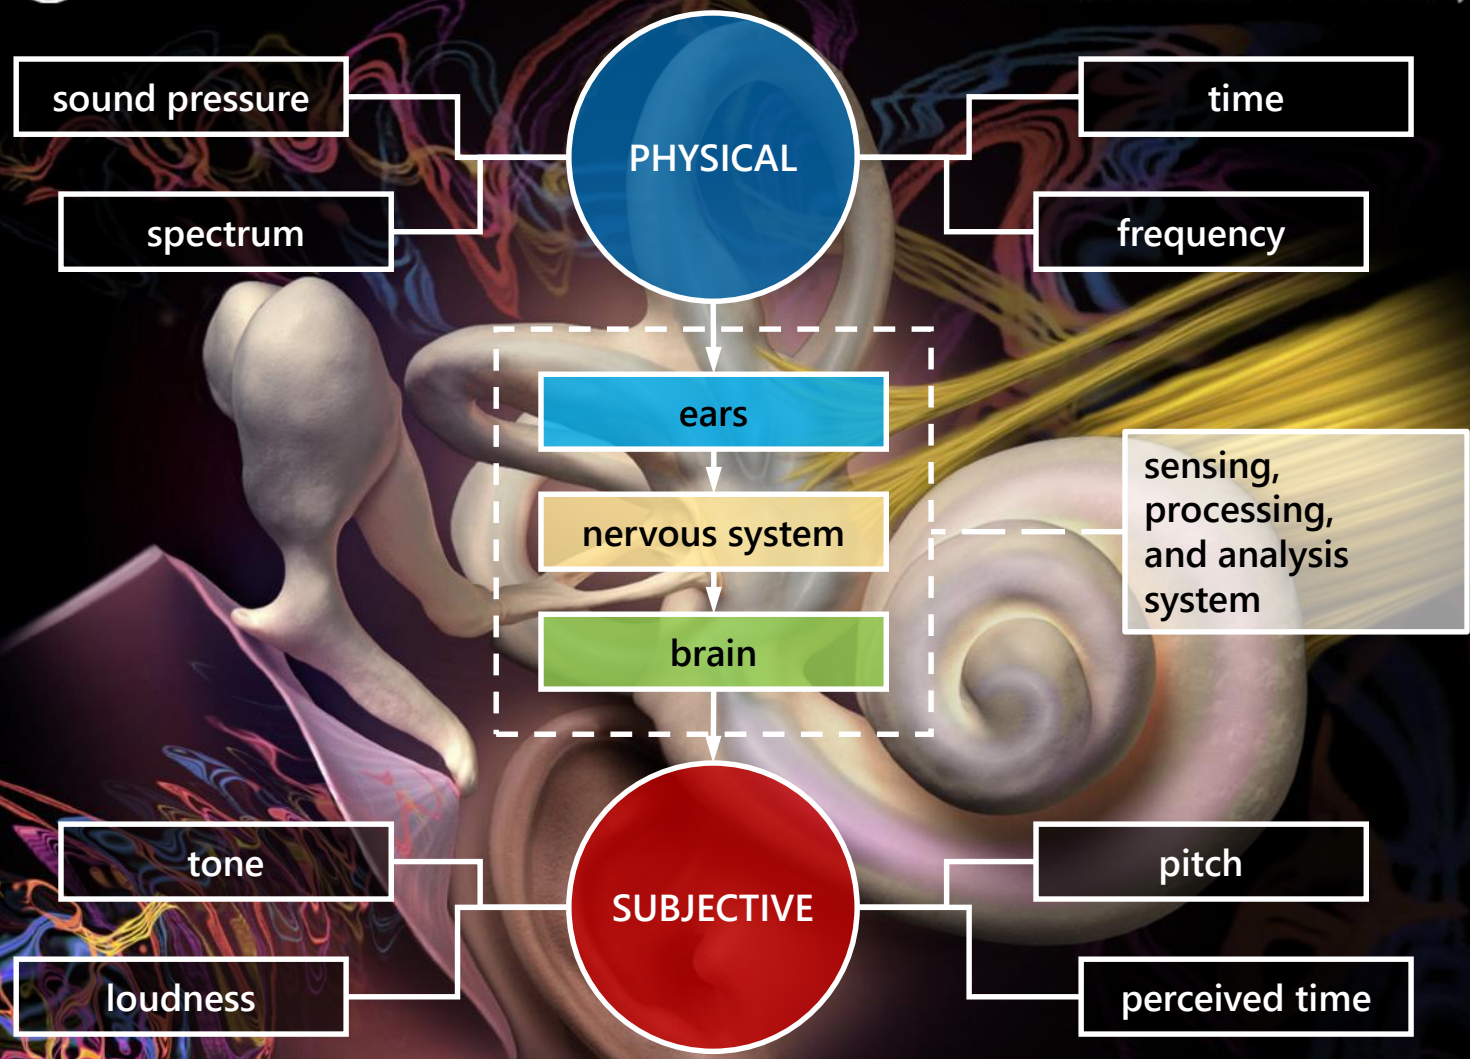 sound pressure
time
PHYSICAL
spectrum
frequency
ears
sensing,
processing,
and analysis
system
nervous system
brain
tone
pitch
SUBJECTIVE
loudness
perceived time